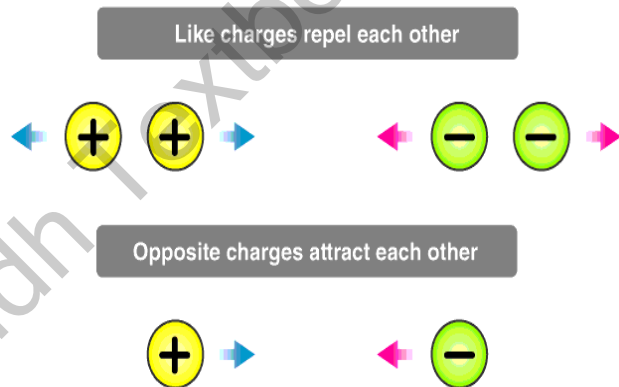 Like charges repel each other
+ + − −
Opposite charges attract each other
+ −